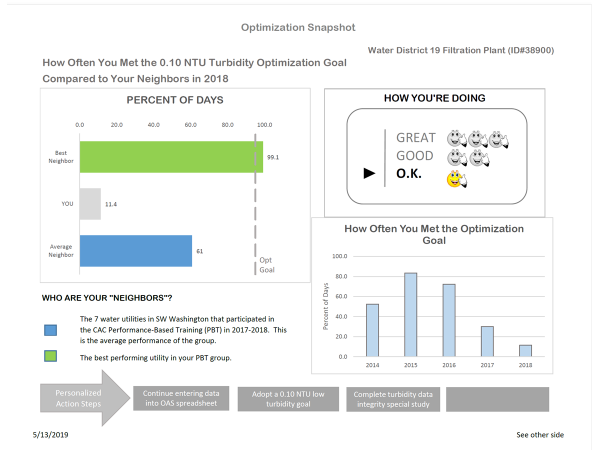 Optimization Snapshot
Water District 19 Filtration Plant (ID#38900)
How Often You Met the 0.10 NTU Turbidity Optimization Goal
Compared to Your Neighbors in 2018
PERCENT OF DAYS
0.0 20.0 40.0 60.0 80.0 100.0
Best
Neighbor
99.1
YOU
11.4
Average
Neighbor
61
Opt
Goal
HOW YOU'RE DOING
GREAT
GOOD
O.K.
How Often You Met the Optimization
Goal
Percent of Days
100.0
80.0
60.0
40.0
20.0
0.0
2014 2015 2016 2017 2018
WHO ARE YOUR "NEIGHBORS"?
The 7 water utilities in SW Washington that participated in
the CAC Performance-Based Training (PBT) in 2017-2018. This
is the average performance of the group.
The best performing utility in your PBT group.
Personalized
Action Steps
Continue entering data
into OAS spreadsheet
Adopt a 0.10 NTU low
turbidity goal
Complete turbidity data
integrity special study
5/13/2019
See other side